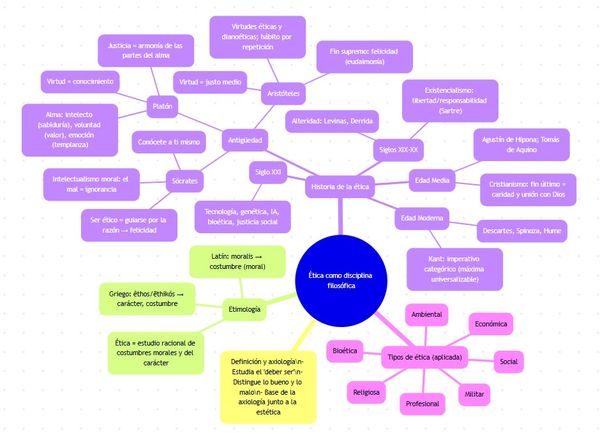 Virtudes éticas y
dianoéticas; hábito por
repetición
Justicia = armonía de las
partes del alma
Fin supremo: felicidad
(eudaimonía)
Virtud = conocimiento
Virtud = justo medio
Aristóteles
Platón
Existencialismo:
libertad/responsabilidad
(Sartre)
Alma: intelecto
(sabiduría), voluntad
(valor), emoción
(templanza)
Alteridad: Levinas, Derrida
Conócete a ti mismo
Antigüedad
Siglos XIX-XX
Agustín de Hipona; Tomás
de Aquino
Siglo XXI
Intelectualismo moral: el
mal = ignorancia
Sócrates
Historia de la ética
Edad Media
Cristianismo: fin último =
caridad y unión con Dios
Ser ético = guiarse por la
razón → felicidad
Tecnología, genética, IA,
bioética, justicia social
Edad Moderna
Descartes, Spinoza, Hume
Kant: imperativo
categórico (máxima
universalizable)
Latín: moralis →
costumbre (moral)
Ética como disciplina
filosófica
Griego: êthos/êthikós →
carácter, costumbre
Etimología
Ética = estudio racional de
costumbres morales y del
carácter
Ambiental
Económica
Bioética
Tipos de ética (aplicada)
Social
Definición y axiología\n-
Estudia el 'deber ser'\n-
Distingue lo bueno y lo
malo\n- Base de la
axiología junto a la
estética
Religiosa
Profesional
Militar